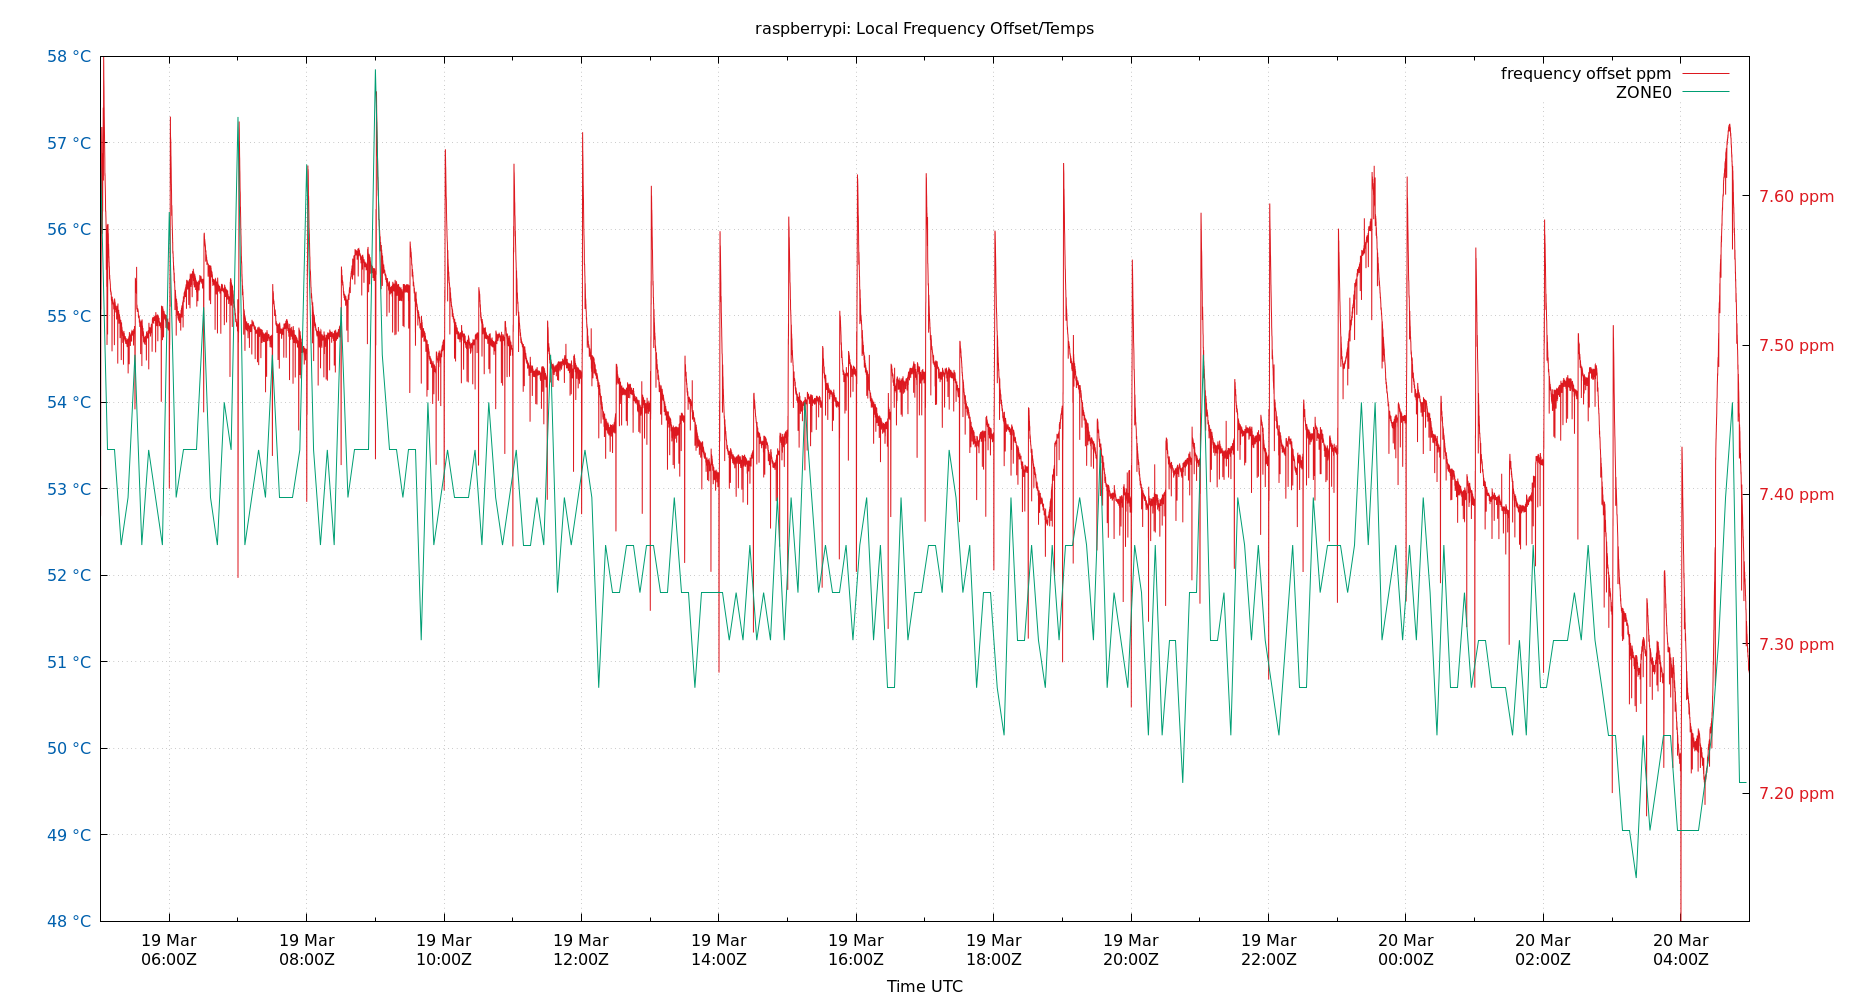 raspberrypi: Local Frequency Offset/Temps
58 °C
57 °C
56 °C
55 °C
54 °C
53 °C
52 °C
51 °C
50 °C
49 °C
48 °C
frequency offset ppm
ZONE0
7.60 ppm
7.50 ppm
7.40 ppm
7.30 ppm
7.20 ppm
19 Mar
06:00Z
19 Mar
08:00Z
19 Mar
10:00Z
19 Mar
12:00Z
19 Mar
14:00Z
19 Mar
16:00Z
19 Mar
18:00Z
19 Mar
20:00Z
19 Mar
22:00Z
20 Mar
00:00Z
20 Mar
02:00Z
20 Mar
04:00Z
Time UTC